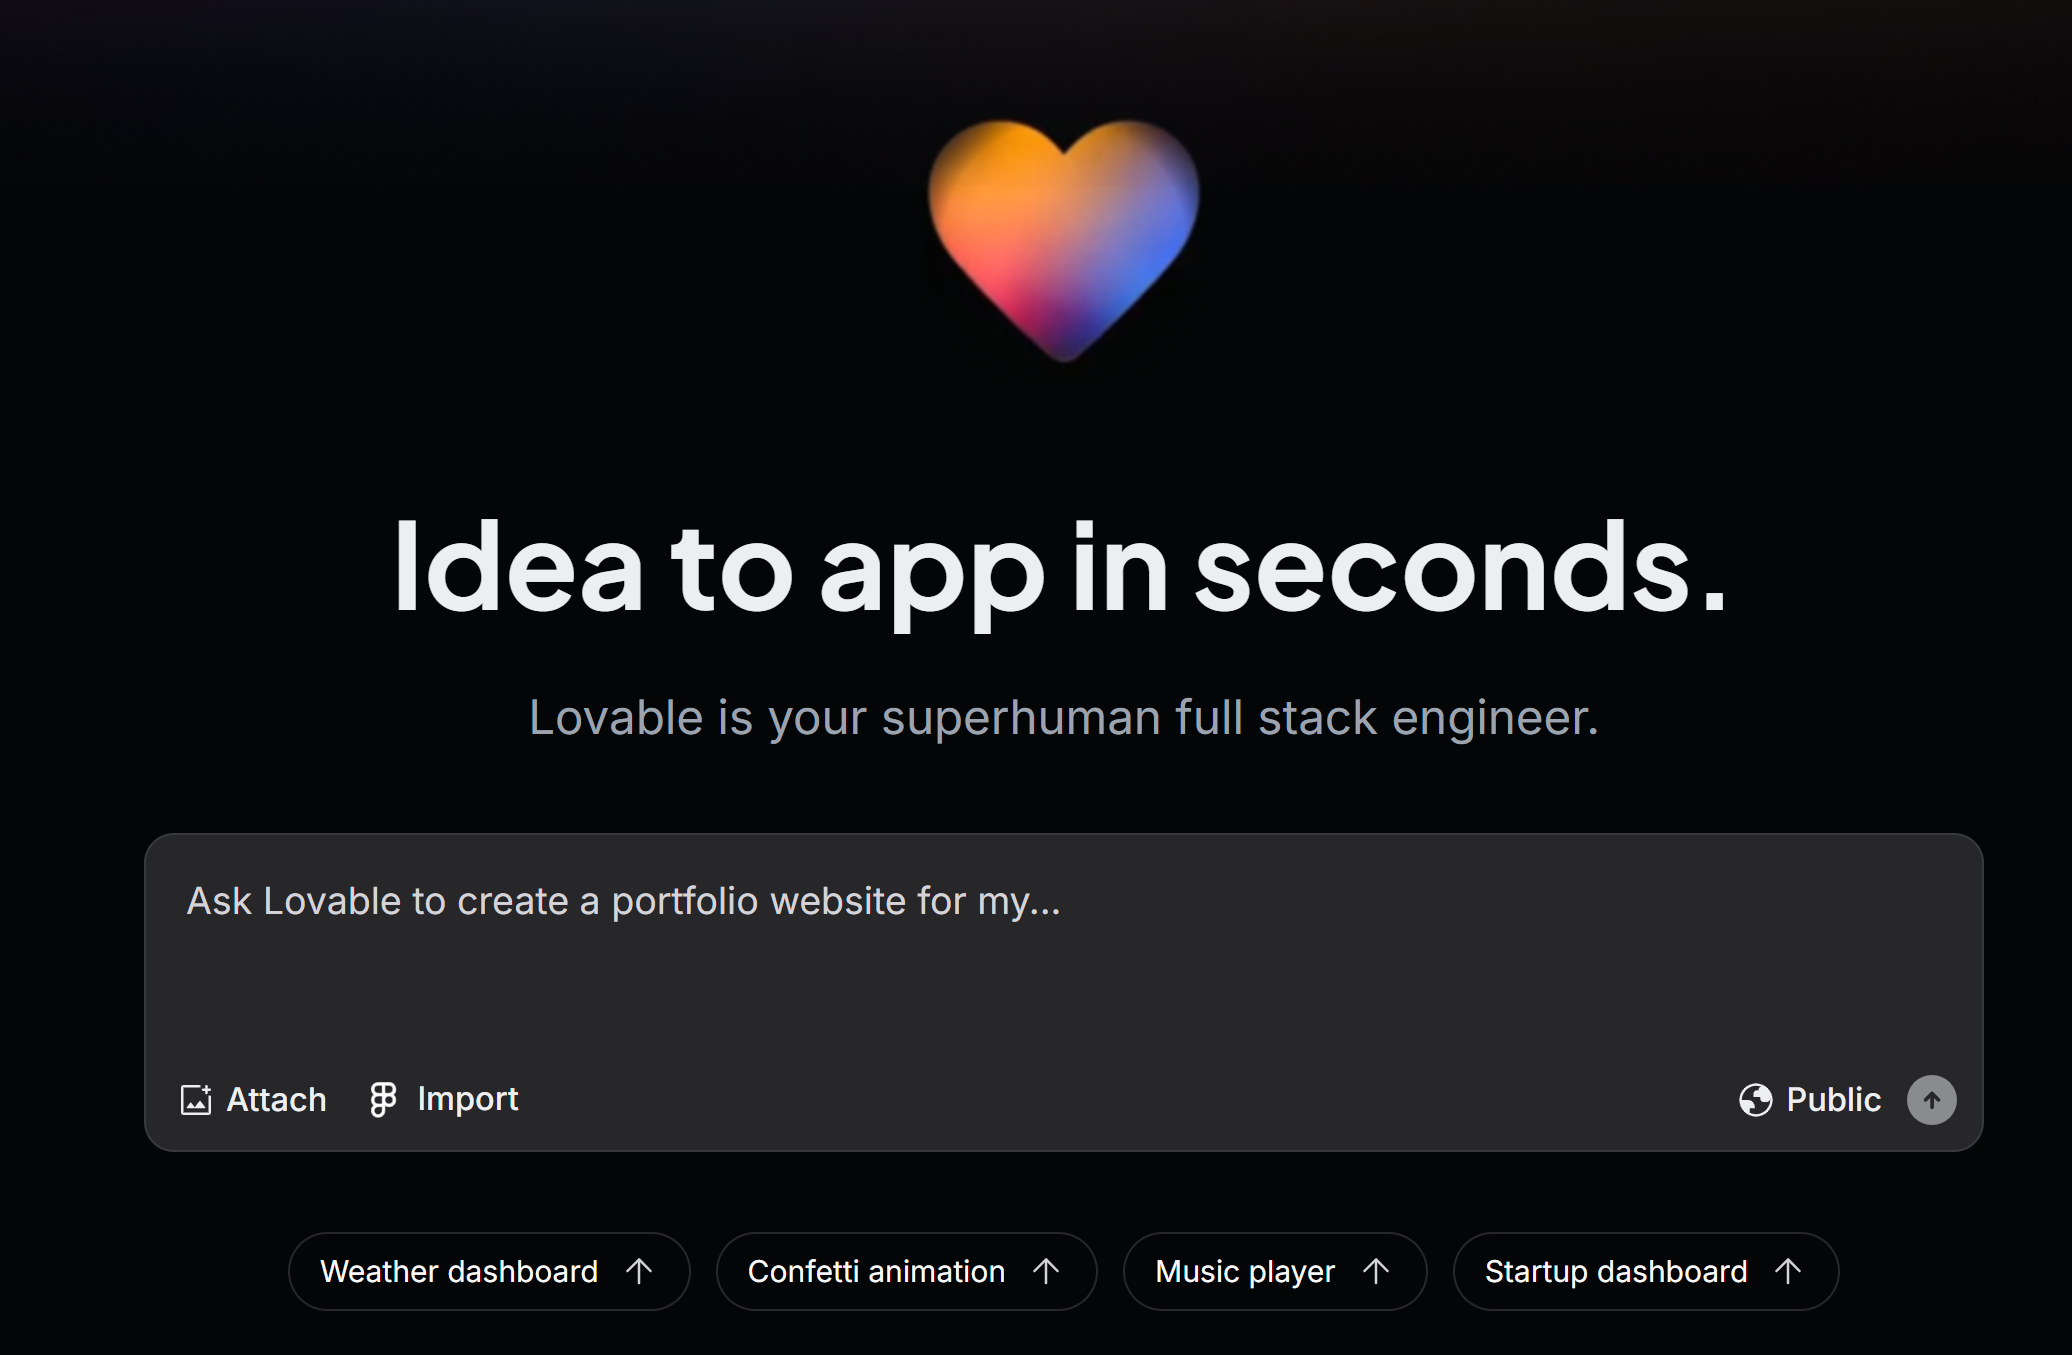 Idea to app in seconds.
Lovable is your superhuman full stack engineer.
Ask Lovable to create a portfolio website for my...
Attach Import Public
Weather dashboard Confetti animation Music player Startup dashboard